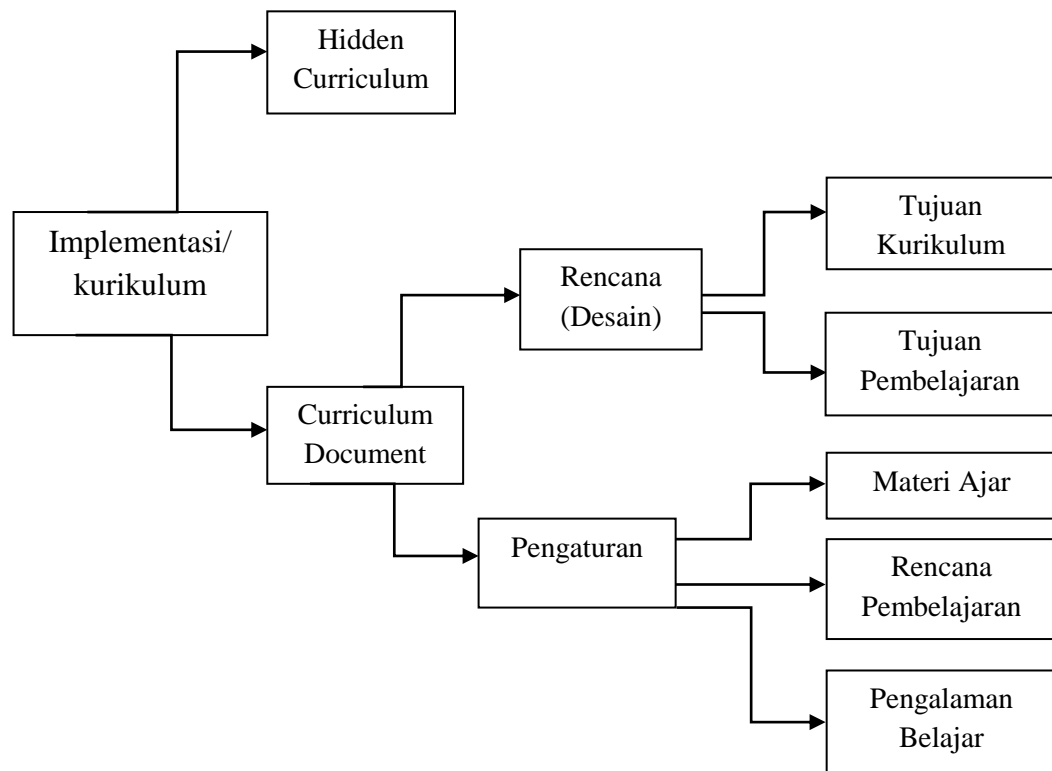 Hidden
Curriculum
Implementasi/
kurikulum
Curriculum
Document
Rencana
(Desain)
Pengaturan
Tujuan
Kurikulum
Tujuan
Pembelajaran
Materi Ajar
Rencana
Pembelajaran
Pengalaman
Belajar